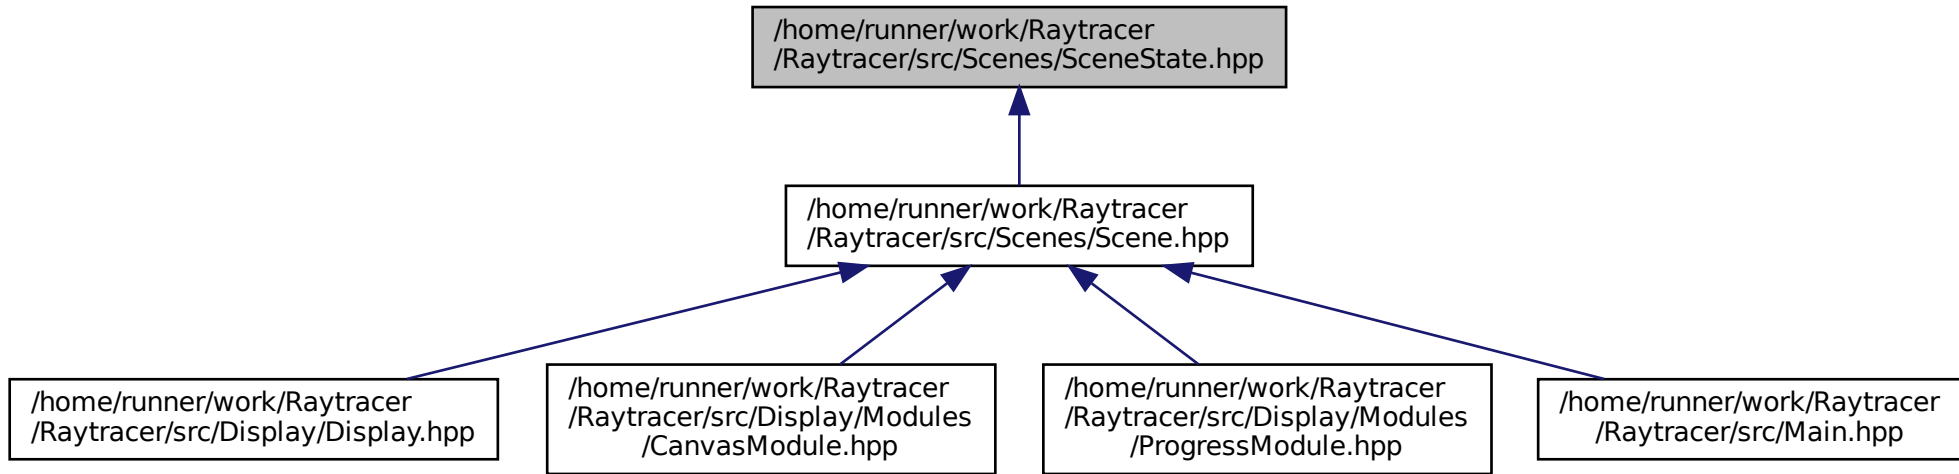 /home/runner/work/Raytracer
/Raytracer/src/Scenes/SceneState.hpp
/home/runner/work/Raytracer
/Raytracer/src/Scenes/Scene.hpp
/home/runner/work/Raytracer
/Raytracer/src/Display/Display.hpp
/home/runner/work/Raytracer
/Raytracer/src/Display/Modules
/CanvasModule.hpp
/home/runner/work/Raytracer
/Raytracer/src/Display/Modules
/ProgressModule.hpp
/home/runner/work/Raytracer
/Raytracer/src/Main.hpp